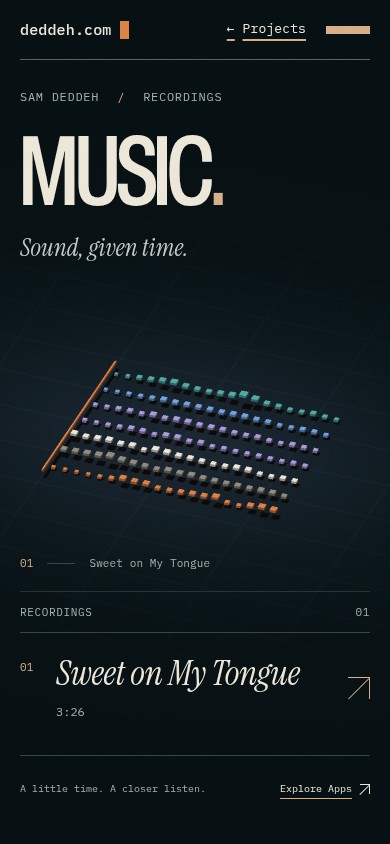 deddeh.com
← Projects
SAM DEDDEH / RECORDINGS
MUSIC.
Sound, given time.
01 Sweet on My Tongue
RECORDINGS 01
01 Sweet on My Tongue
3:26
A little time. A closer listen. Explore Apps